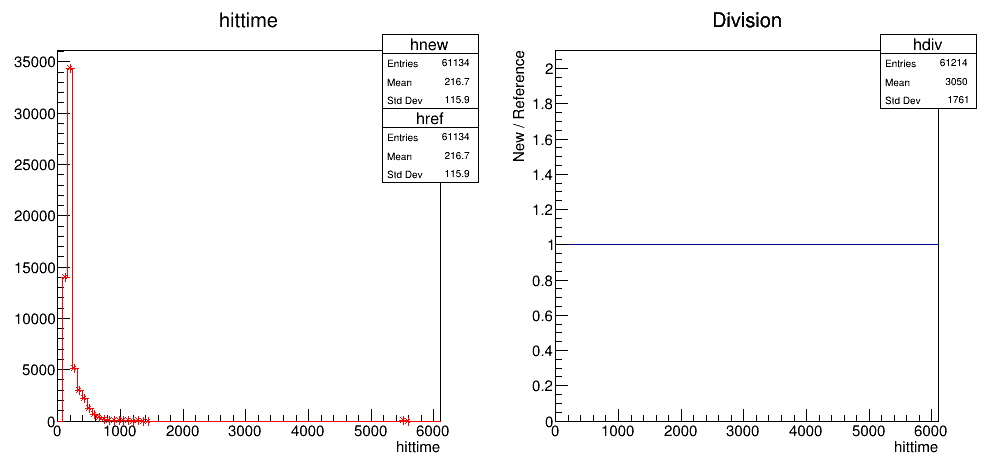 hittime
hnew
Entries 61134
Mean 216.7
Std Dev 115.9
href
Entries 61134
Mean 216.7
Std Dev 115.9
35000
30000
25000
20000
15000
10000
5000
0
0 1000 2000 3000 4000 5000 6000
hittime
Division
hdiv
Entries 61214
Mean 3050
Std Dev 1761
New / Reference
2
1.8
1.6
1.4
1.2
1
0.8
0.6
0.4
0.2
0
0 1000 2000 3000 4000 5000 6000
hittime